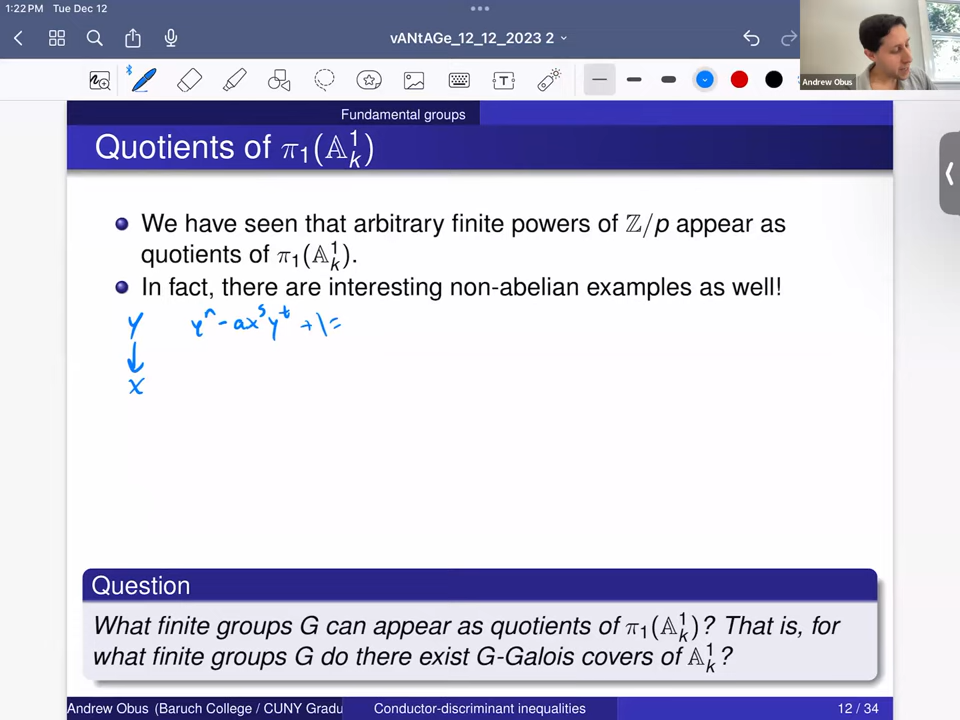 1:22 PM Tue Dec 12
vANtAGe_12_12_2023 2
Andrew Obus
Fundamental groups
Quotients of π₁(𝔸¹ₖ)
We have seen that arbitrary finite powers of ℤ/p appear as
quotients of π₁(𝔸¹ₖ).
In fact, there are interesting non-abelian examples as well!
Y yⁿ - axˢyᵗ + 1 =
↓
X
Question
What finite groups G can appear as quotients of π₁(𝔸¹ₖ)? That is, for
what finite groups G do there exist G-Galois covers of 𝔸¹ₖ?
Andrew Obus (Baruch College / CUNY Gradu
Conductor-discriminant inequalities
12 / 34